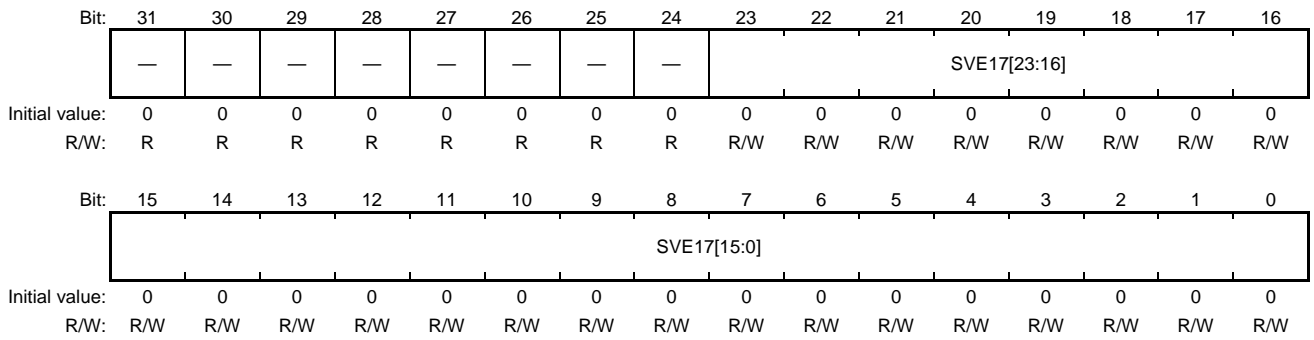 Bit: 31 30 29 28 27 26 25 24 23 22 21 20 19 18 17 16
— — — — — — — — SVE17[23:16]
Initial value: 0 0 0 0 0 0 0 0 0 0 0 0 0 0 0 0
R/W: R R R R R R R R R/W R/W R/W R/W R/W R/W R/W R/W
Bit: 15 14 13 12 11 10 9 8 7 6 5 4 3 2 1 0
SVE17[15:0]
Initial value: 0 0 0 0 0 0 0 0 0 0 0 0 0 0 0 0
R/W: R/W R/W R/W R/W R/W R/W R/W R/W R/W R/W R/W R/W R/W R/W R/W R/W